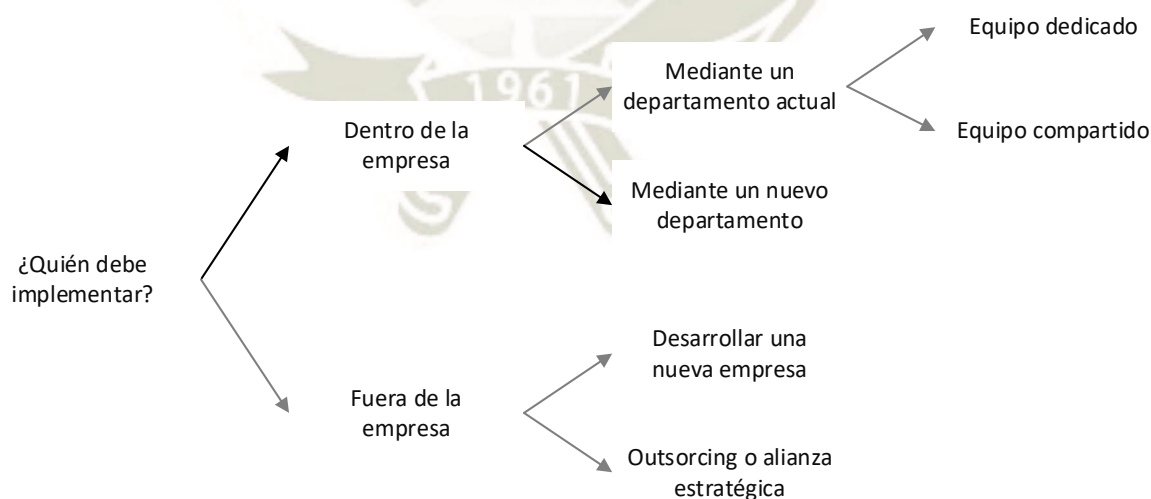 Equipo dedicado
Mediante un
departamento actual
1961
Equipo compartido
Dentro de la
empresa
Mediante un nuevo
departamento
¿Quién debe
implementar?
Desarrollar una
nueva empresa
Fuera de la
empresa
Outsorcing o alianza
estratégica